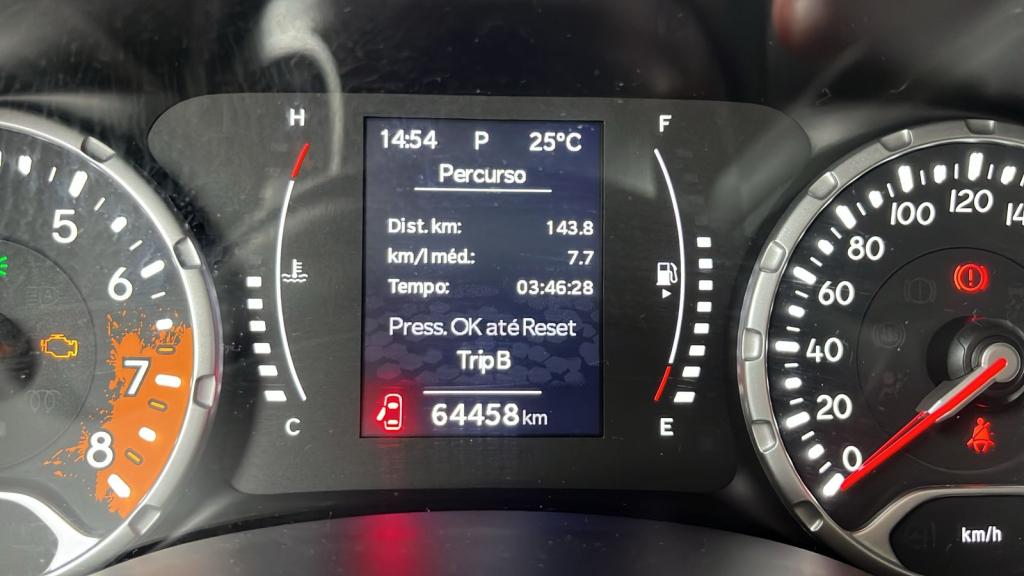 14:54 P 25°C
Percurso
Dist. km: 143.8
km/l méd.: 7.7
Tempo: 03:46:28
Press. OK até Reset
Trip B
64458 km
H
C
F
E
5
6
7
8
0
20
40
60
80
100
120
km/h